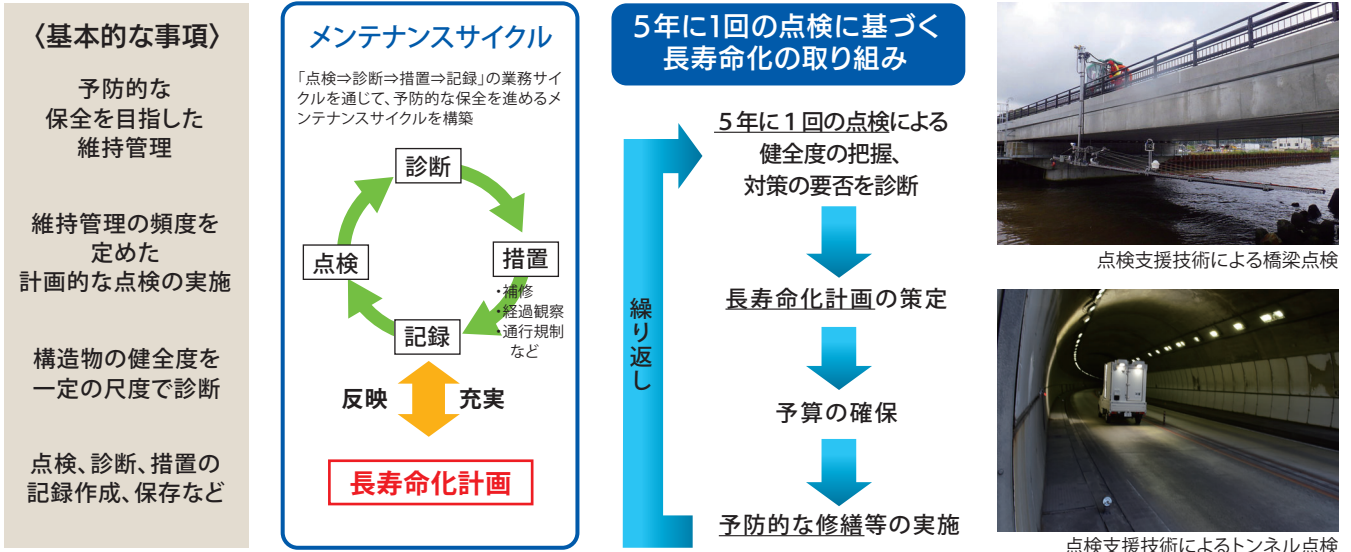 〈基本的な事項〉
予防的な
保全を目指した
維持管理
維持管理の頻度を
定めた
計画的な点検の実施
構造物の健全度を
一定の尺度で診断
点検、診断、措置の
記録作成、保存など
メンテナンスサイクル
「点検⇒診断⇒措置⇒記録」の業務サイ
クルを通じて、予防的な保全を進めるメ
ンテナンスサイクルを構築
診断
点検
措置
・補修
・経過観察
・通行規制
など
記録
反映
充実
長寿命化計画
5年に1回の点検に基づく
長寿命化の取り組み
繰り返し
5年に1回の点検による
健全度の把握、
対策の要否を診断
長寿命化計画の策定
予算の確保
予防的な修繕等の実施
点検支援技術による橋梁点検
点検支援技術によるトンネル点検